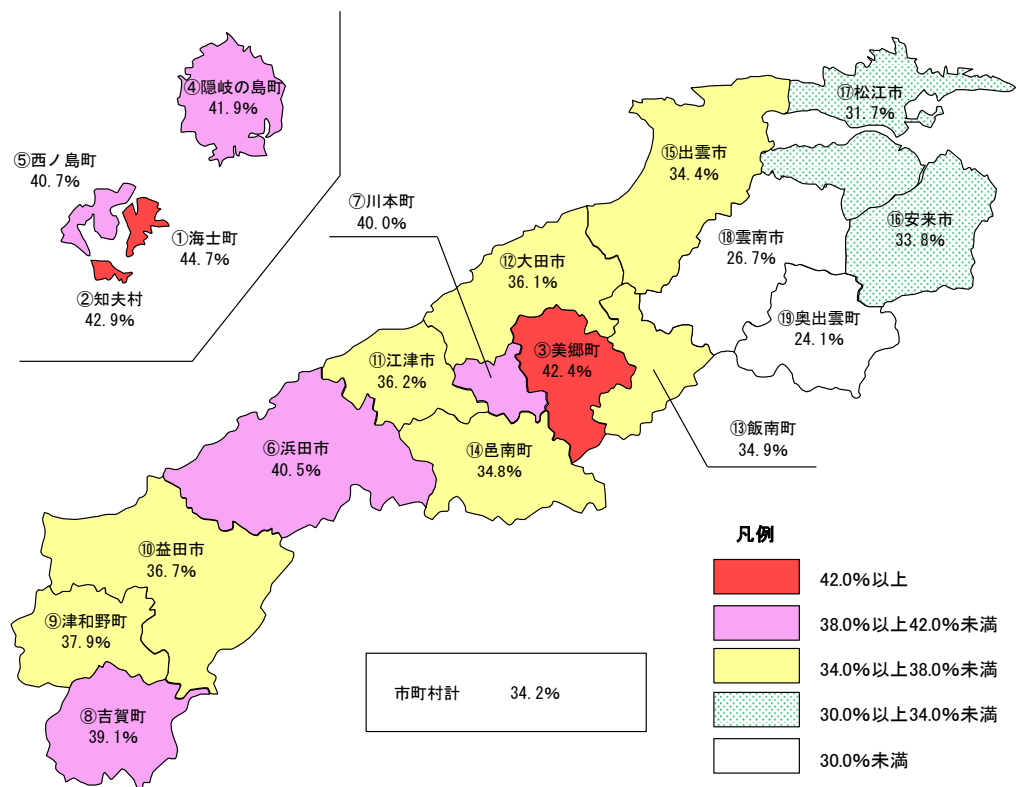 ④隠岐の島町
41.9%
⑤西ノ島町
40.7%
①海士町
44.7%
②知夫村
42.9%
⑰松江市
31.7%
⑮出雲市
34.4%
⑦川本町
40.0%
⑯安来市
33.8%
⑱雲南市
26.7%
⑫大田市
36.1%
⑲奥出雲町
24.1%
③美郷町
42.4%
⑪江津市
36.2%
⑬飯南町
34.9%
⑥浜田市
40.5%
⑭邑南町
34.8%
⑩益田市
36.7%
⑨津和野町
37.9%
⑧吉賀町
39.1%
市町村計 34.2%
凡例
42.0%以上
38.0%以上42.0%未満
34.0%以上38.0%未満
30.0%以上34.0%未満
30.0%未満